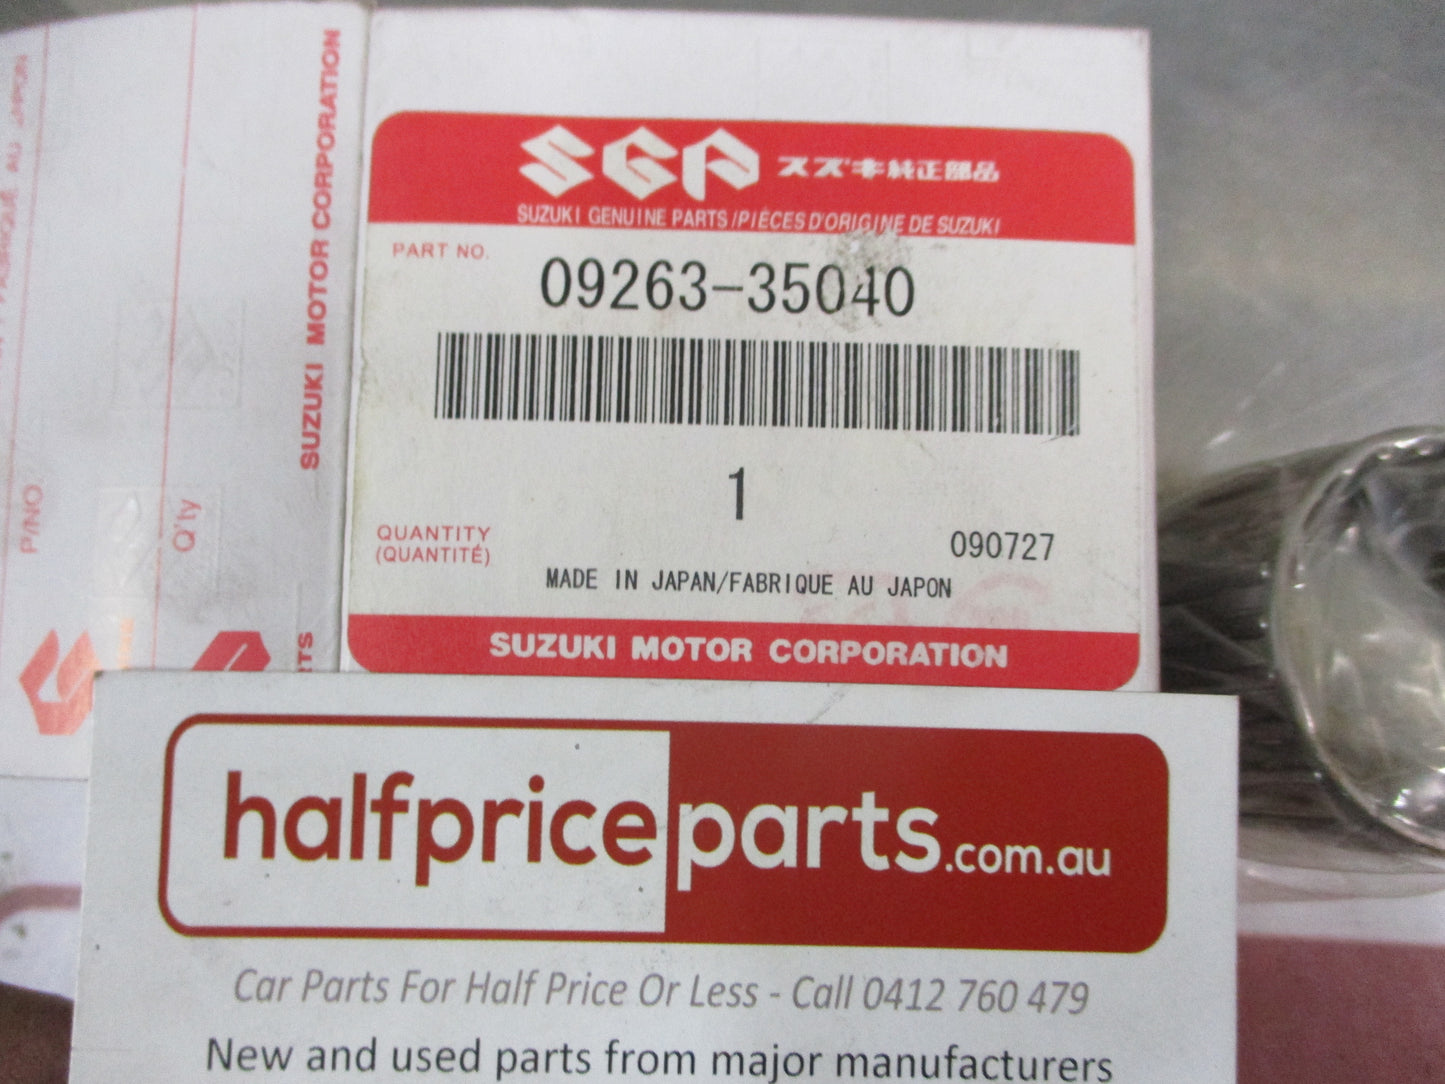 SUZUKI MOTOR CORPORATION
P/NO.
Q'ty
SGP スズキ純正部品
SUZUKI GENUINE PARTS/PIÈCES D'ORIGINE DE SUZUKI
PART NO.
09263-35040
1
QUANTITY
(QUANTITÉ)
090727
MADE IN JAPAN/FABRIQUE AU JAPON
SUZUKI MOTOR CORPORATION
halfpriceparts.com.au
Car Parts For Half Price Or Less - Call 0412 760 479
New and used parts from major manufacturers